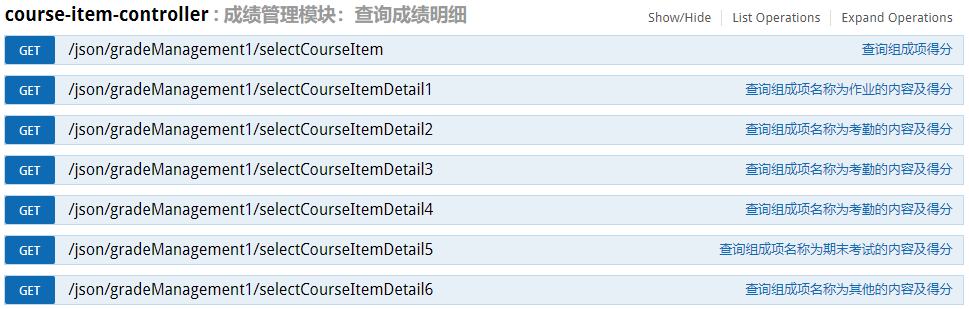 course-item-controller : 成绩管理模块：查询成绩明细 Show/Hide List Operations Expand Operations
GET /json/gradeManagement1/selectCourseItem 查询组成项得分
GET /json/gradeManagement1/selectCourseItemDetail1 查询组成项名称为作业的内容及得分
GET /json/gradeManagement1/selectCourseItemDetail2 查询组成项名称为考勤的内容及得分
GET /json/gradeManagement1/selectCourseItemDetail3 查询组成项名称为考勤的内容及得分
GET /json/gradeManagement1/selectCourseItemDetail4 查询组成项名称为考勤的内容及得分
GET /json/gradeManagement1/selectCourseItemDetail5 查询组成项名称为期末考试的内容及得分
GET /json/gradeManagement1/selectCourseItemDetail6 查询组成项名称为其他的内容及得分